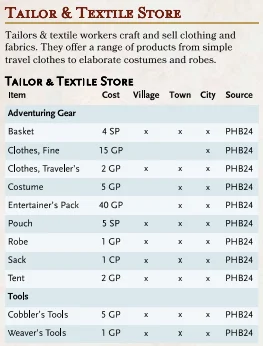 Tailor & Textile Store
Tailors & textile workers craft and sell clothing and
fabrics. They offer a range of products from simple
travel clothes to elaborate costumes and robes.
Tailor & Textile Store
Item Cost Village Town City Source
Adventuring Gear
Basket 4 SP x x x PHB24
Clothes, Fine 15 GP x PHB24
Clothes, Traveler's 2 GP x x x PHB24
Costume 5 GP x x PHB24
Entertainer's Pack 40 GP x x PHB24
Pouch 5 SP x x x PHB24
Robe 1 GP x x x PHB24
Sack 1 CP x x x PHB24
Tent 2 GP x x x PHB24
Tools
Cobbler's Tools 5 GP x x x PHB24
Weaver's Tools 1 GP x x x PHB24